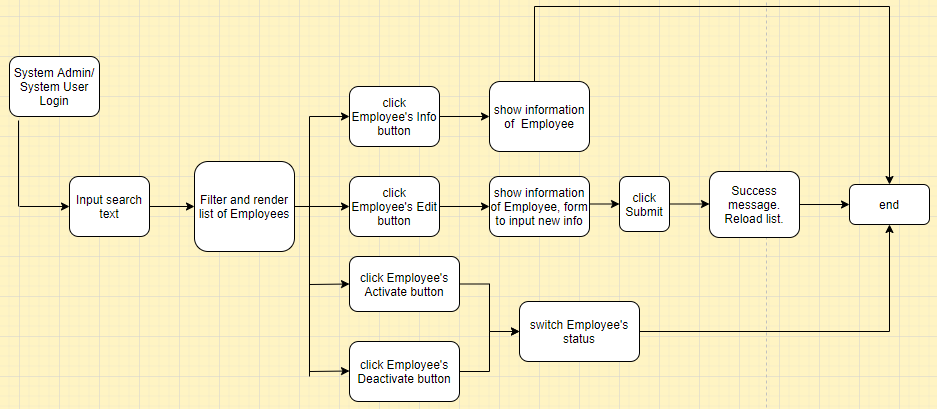 System Admin/
System User
Login
Input search
text
Filter and render
list of Employees
click
Employee's Info
button
show information
of Employee
click
Employee's Edit
button
show information
of Employee, form
to input new info
click
Submit
Success
message.
Reload list.
end
click Employee's
Activate button
click Employee's
Deactivate button
switch Employee's
status